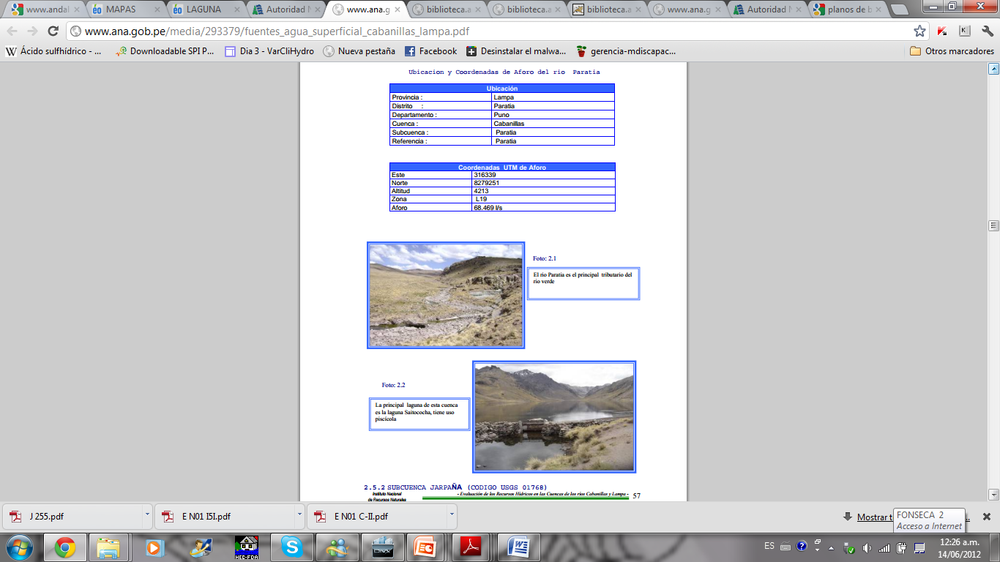 www.andal
MAPAS
LAGUNA
Autoridad N
www.ana.g
biblioteca.a
biblioteca.a
biblioteca.a
www.ana.g
Autoridad N
planos de b
www.ana.gob.pe/media/293379/fuentes_agua_superficial_cabanillas_lampa.pdf
Ácido sulfhídrico - ...
Downloadable SPI P...
Dia 3 - VarCliHydro
Nueva pestaña
Facebook
Desinstalar el malwa...
gerencia-mdiscapac...
Otros marcadores
Ubicacion y Coordenadas de Aforo del rio Paratia
Ubicación
Provincia : Lampa
Distrito : Paratia
Departamento : Puno
Cuenca : Cabanillas
Subcuenca : Paratia
Referencia : Paratia
Coordenadas UTM de Aforo
Este 316339
Norte 8279251
Altitud 4213
Zona L19
Aforo 68.469 l/s
Foto: 2.1
El rio Paratia es el principal tributario del
rio verde
Foto: 2.2
La principal laguna de esta cuenca
es la laguna Saitococha, tiene uso
piscícola
2.5.2 SUBCUENCA JARPAÑA (CODIGO USGS 01768)
Instituto Nacional
de Recursos Naturales
- Evaluación de los Recursos Hídricos en las Cuencas de los ríos Cabanillas y Lampa -
57
J 255.pdf
E N01 I5I.pdf
E N01 C-II.pdf
Mostrar t
FONSECA 2
Acceso a Internet
HEC-FDA
ES
12:26 a.m.
14/06/2012